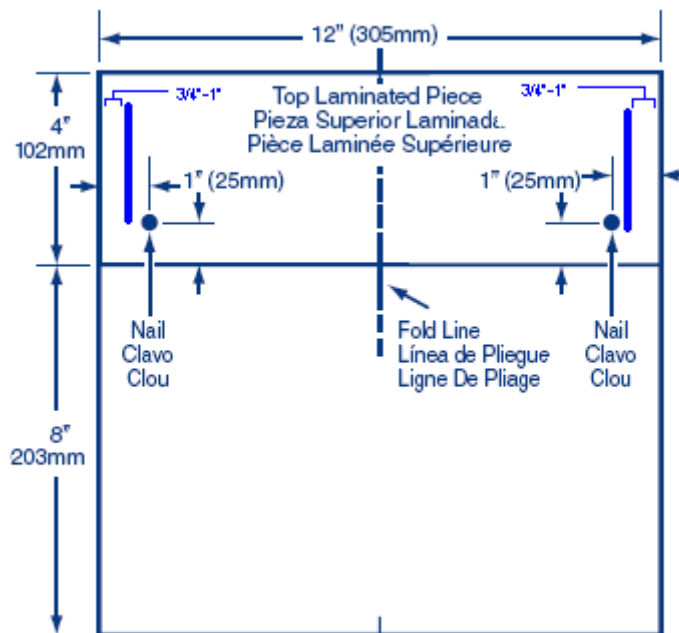 12" (305mm)
3/4"-1"
3/4"-1"
Top Laminated Piece
Pieza Superior Laminada
Pièce Laminée Supérieure
4"
102mm
1" (25mm)
1" (25mm)
Nail
Clavo
Clou
Fold Line
Línea de Pliegue
Ligne De Pliage
Nail
Clavo
Clou
8"
203mm